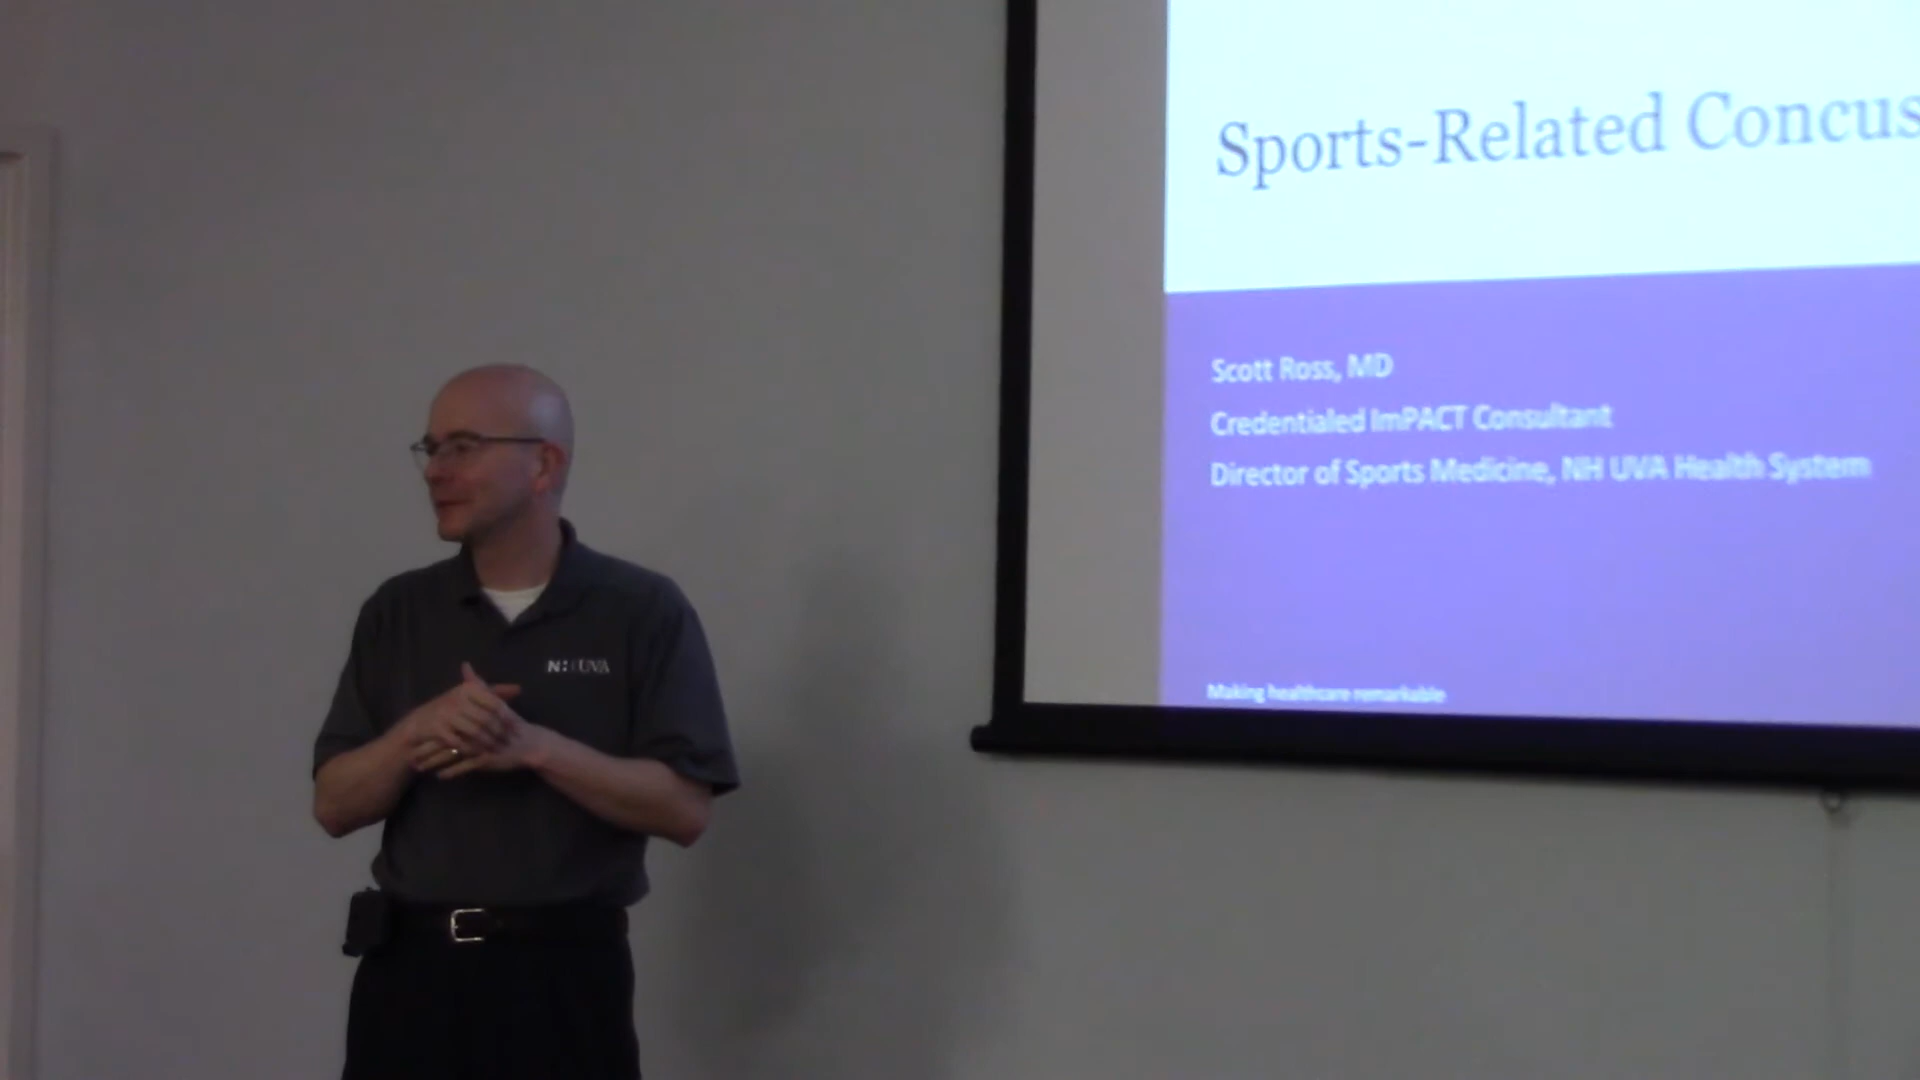 Sports-Related Concus
Scott Ross, MD
Credentialed ImPACT Consultant
Director of Sports Medicine, NH UVA Health System
Making healthcare remarkable
NH UVA